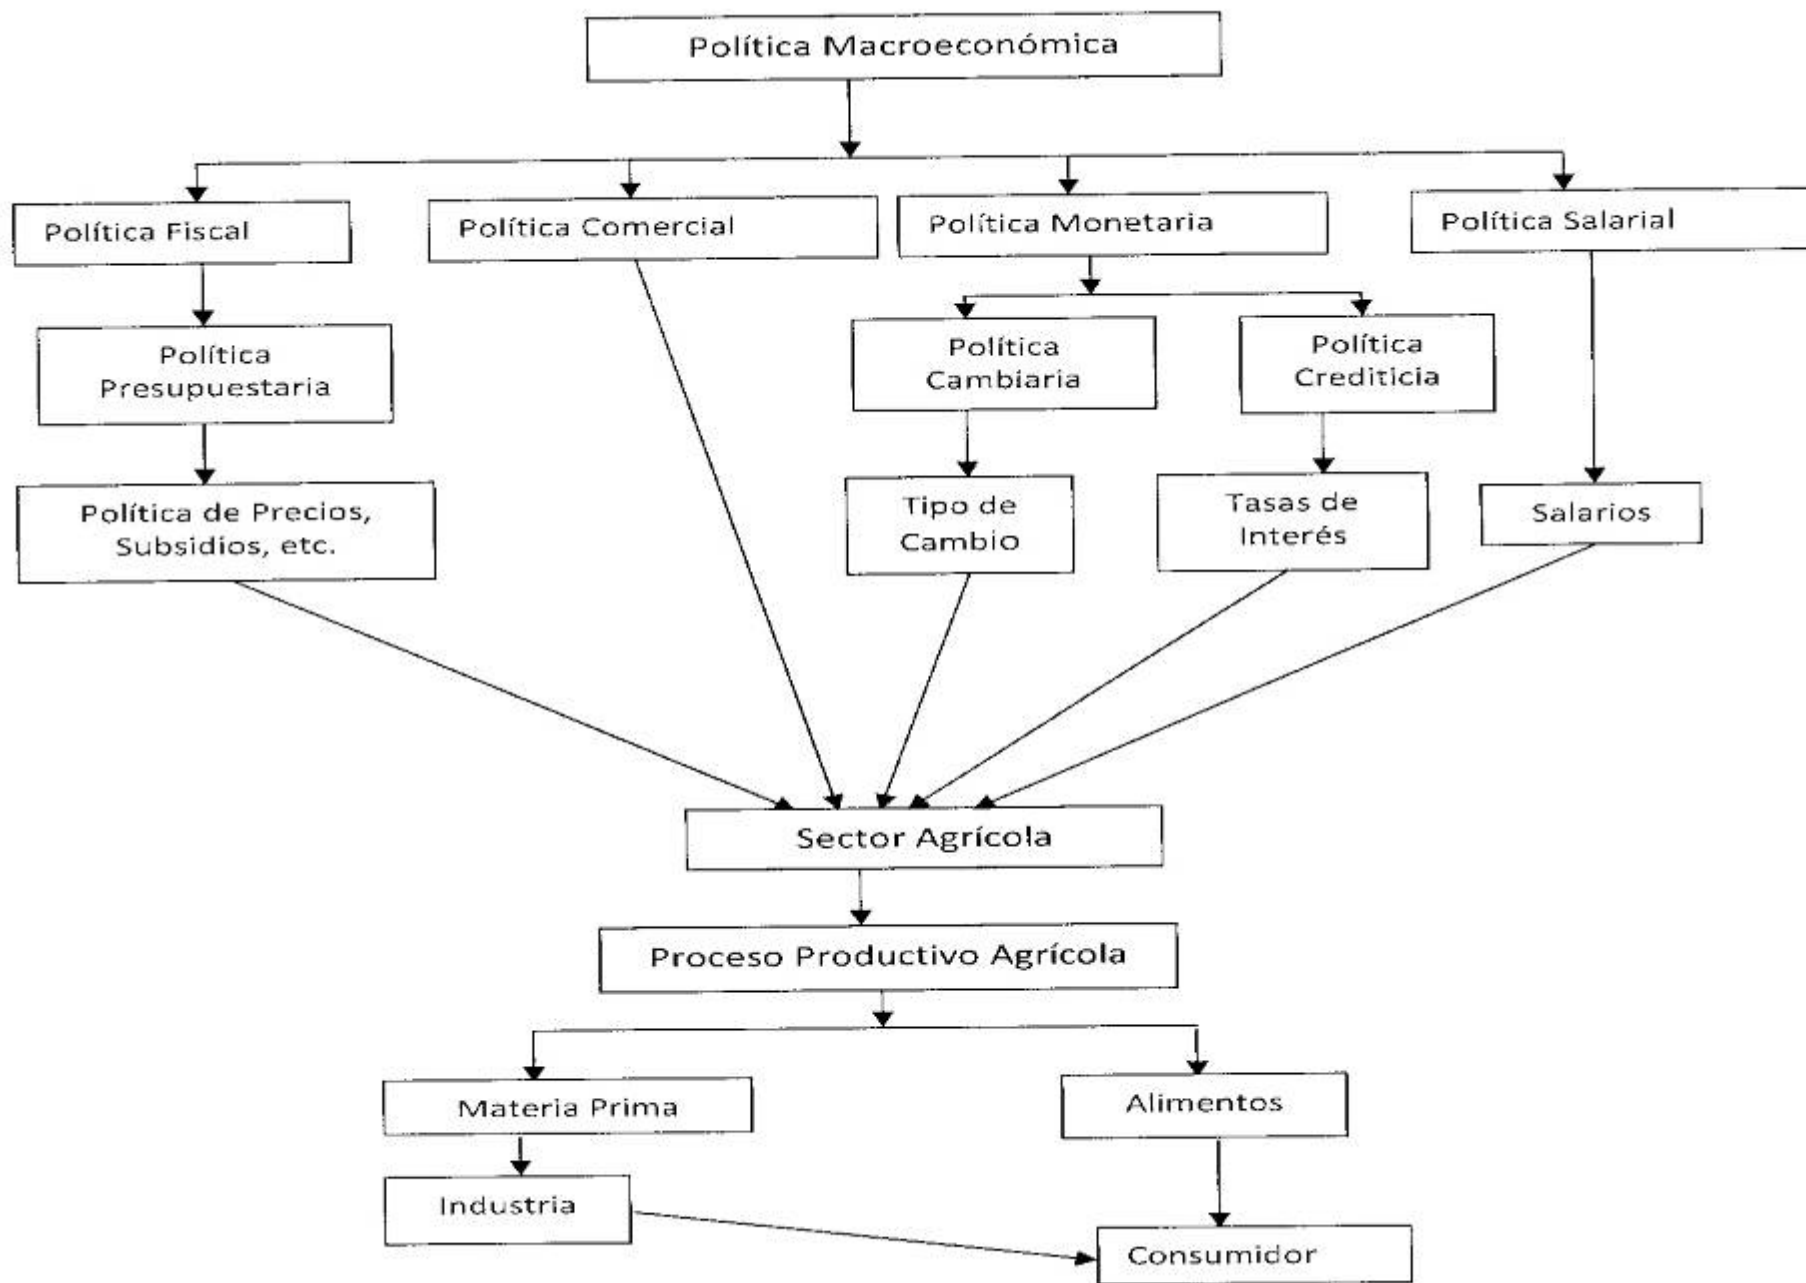 Política Macroeconómica
Política Fiscal
Política Comercial
Política Monetaria
Política Salarial
Política
Presupuestaria
Política
Cambiaria
Política
Crediticia
Política de Precios,
Subsidios, etc.
Tipo de
Cambio
Tasas de
Interés
Salarios
Sector Agrícola
Proceso Productivo Agrícola
Materia Prima
Alimentos
Industria
Consumidor